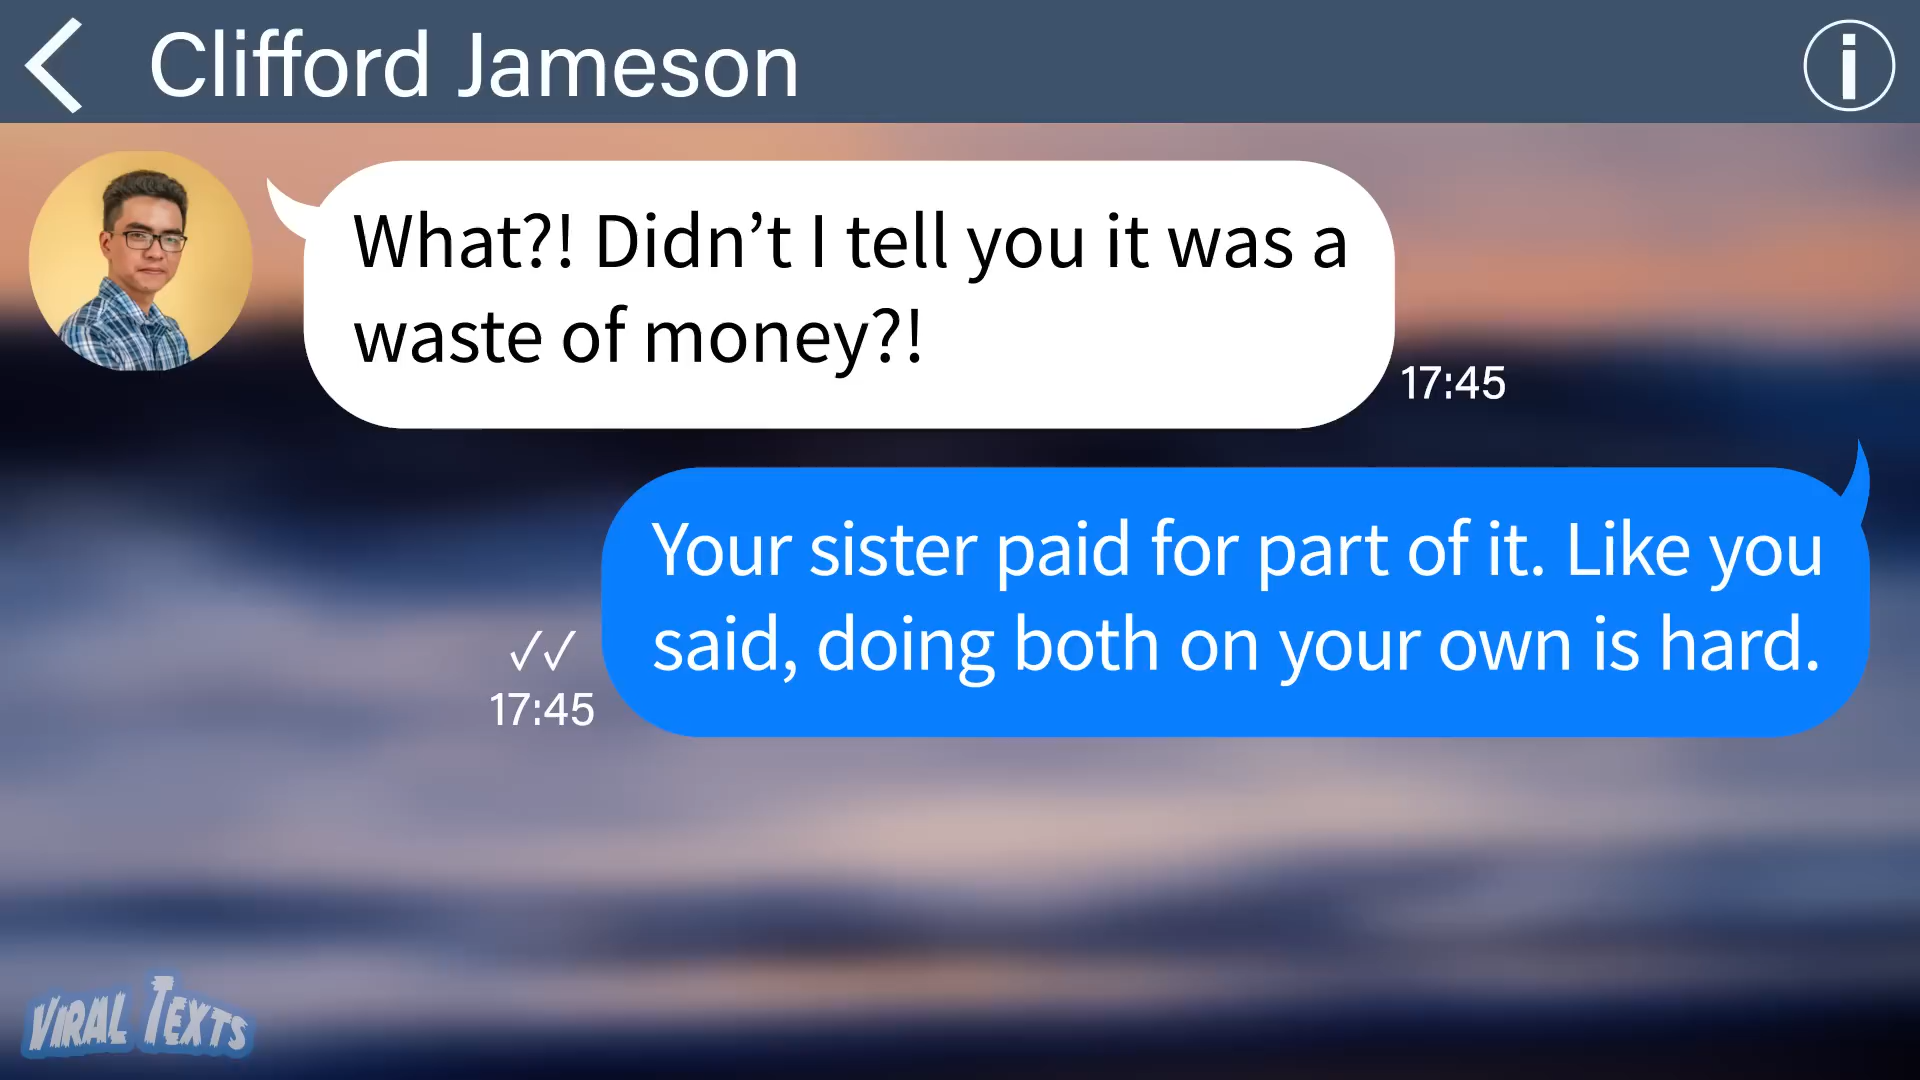 Clifford Jameson
What?! Didn’t I tell you it was a
waste of money?!
17:45
Your sister paid for part of it. Like you
said, doing both on your own is hard.
✓✓
17:45
VIRAL TEXTS